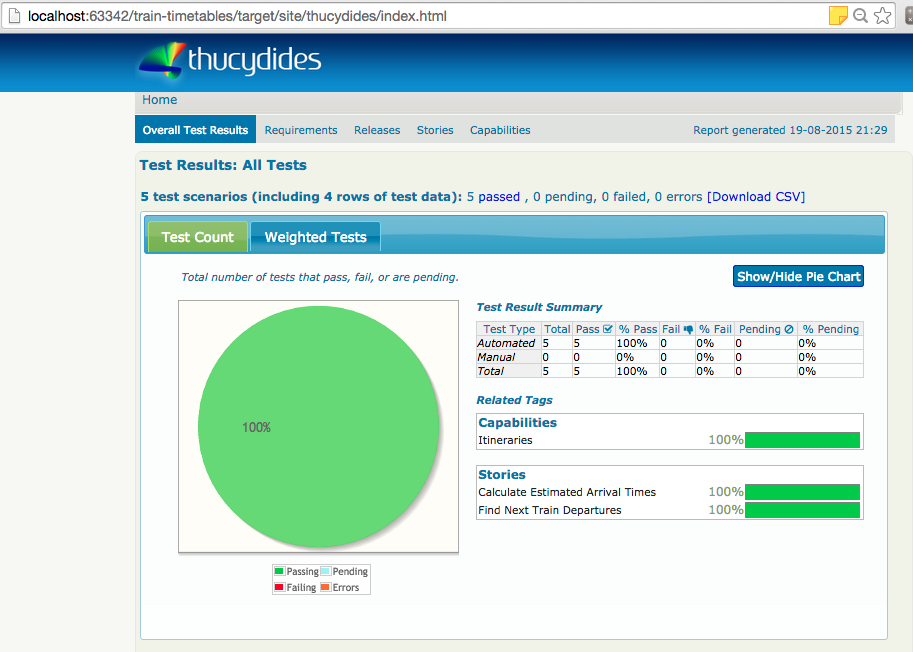 localhost:63342/train-timetables/target/site/thucydides/index.html
thucydides
Home
Overall Test Results Requirements Releases Stories Capabilities Report generated 19-08-2015 21:29
Test Results: All Tests
5 test scenarios (including 4 rows of test data): 5 passed , 0 pending, 0 failed, 0 errors [Download CSV]
Test Count Weighted Tests
Total number of tests that pass, fail, or are pending.
Show/Hide Pie Chart
100%
Passing Pending
Failing Errors
Test Result Summary
Test Type Total Pass % Pass Fail % Fail Pending % Pending
Automated 5 5 100% 0 0% 0 0%
Manual 0 0 0% 0 0% 0 0%
Total 5 5 100% 0 0% 0 0%
Related Tags
Capabilities
Itineraries 100%
Stories
Calculate Estimated Arrival Times 100%
Find Next Train Departures 100%